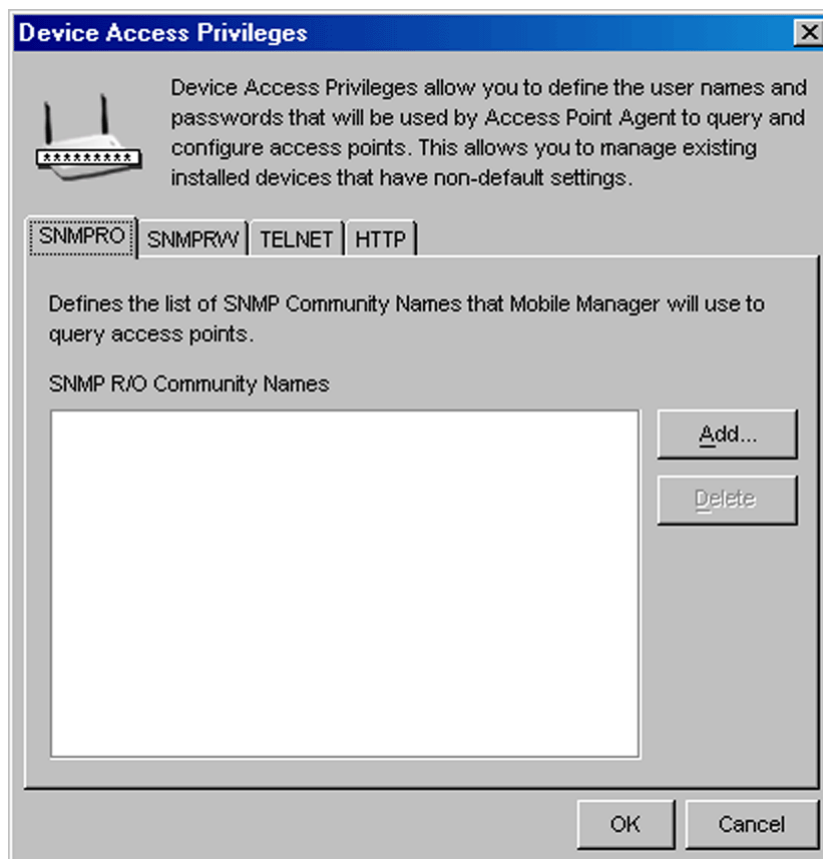 Device Access Privileges
Device Access Privileges allow you to define the user names and
passwords that will be used by Access Point Agent to query and
configure access points. This allows you to manage existing
installed devices that have non-default settings.
*********
SNMPRO SNMPRW TELNET HTTP
Defines the list of SNMP Community Names that Mobile Manager will use to
query access points.
SNMP R/O Community Names
Add...
Delete
OK Cancel